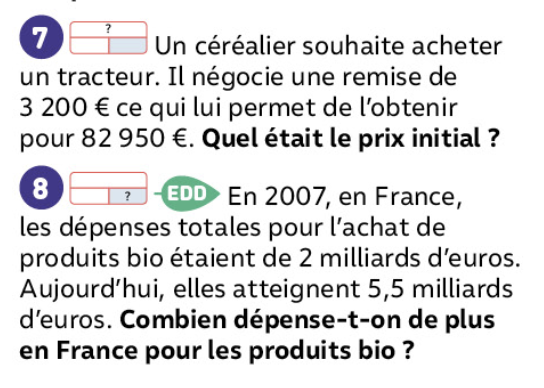 7 ? Un céréalier souhaite acheter
un tracteur. Il négocie une remise de
3 200 € ce qui lui permet de l'obtenir
pour 82 950 €. Quel était le prix initial ?
8 ? EDD En 2007, en France,
les dépenses totales pour l'achat de
produits bio étaient de 2 milliards d'euros.
Aujourd'hui, elles atteignent 5,5 milliards
d'euros. Combien dépense-t-on de plus
en France pour les produits bio ?